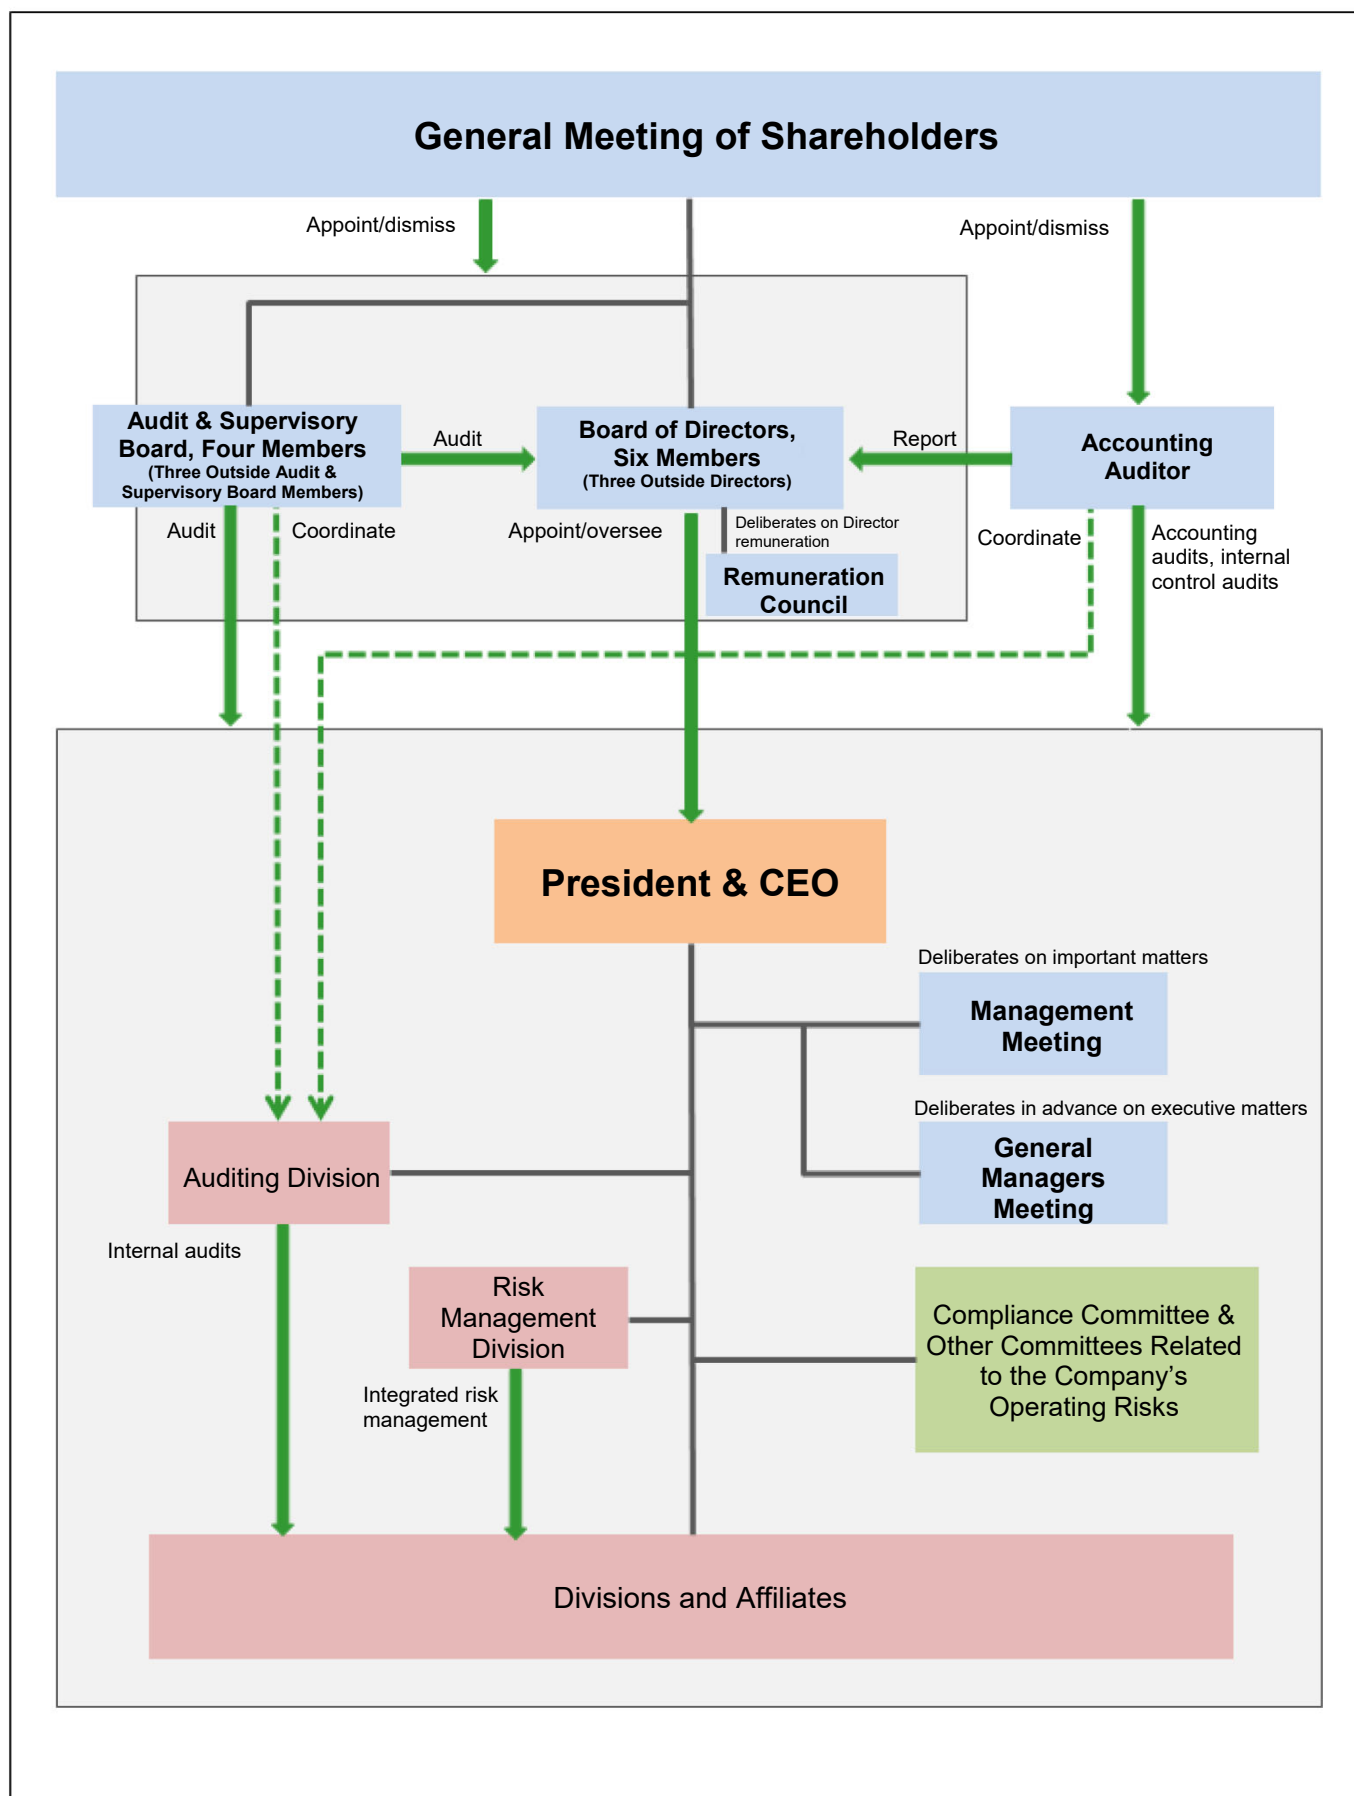 General Meeting of Shareholders
Appoint/dismiss
Appoint/dismiss
Audit & Supervisory
Board, Four Members
(Three Outside Audit &
Supervisory Board Members)
Audit
Board of Directors,
Six Members
(Three Outside Directors)
Report
Accounting
Auditor
Audit
Coordinate
Appoint/oversee
Deliberates on Director
remuneration
Remuneration
Council
Coordinate
Accounting
audits, internal
control audits
President & CEO
Deliberates on important matters
Management
Meeting
Deliberates in advance on executive matters
General
Managers
Meeting
Auditing Division
Internal audits
Risk
Management
Division
Integrated risk
management
Compliance Committee &
Other Committees Related
to the Company’s
Operating Risks
Divisions and Affiliates